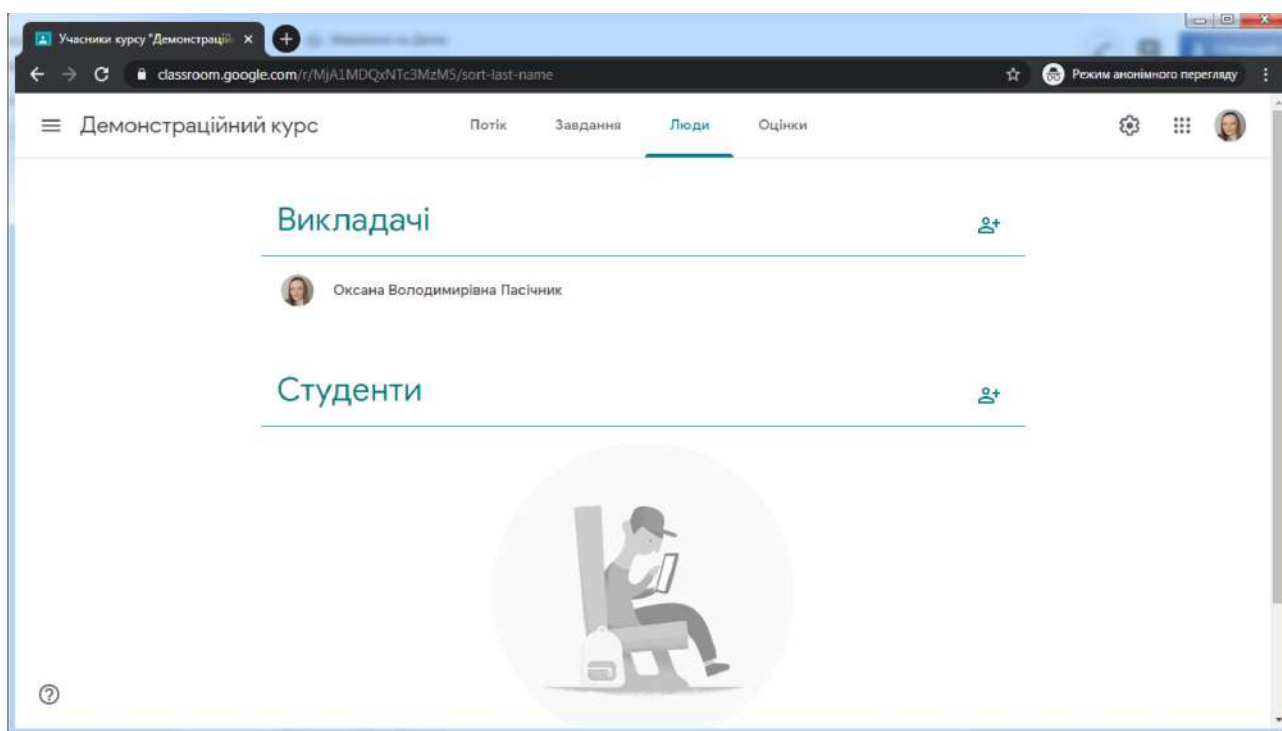 Учасники курсу "Демонстрацій
classroom.google.com/r/MjA1MDQxNTc3MzM5/sort-last-name
Режим анонімного перегляду
Демонстраційний курс
Потік Завдання Люди Оцінки
Викладачі
Оксана Володимирівна Пасічник
Студенти